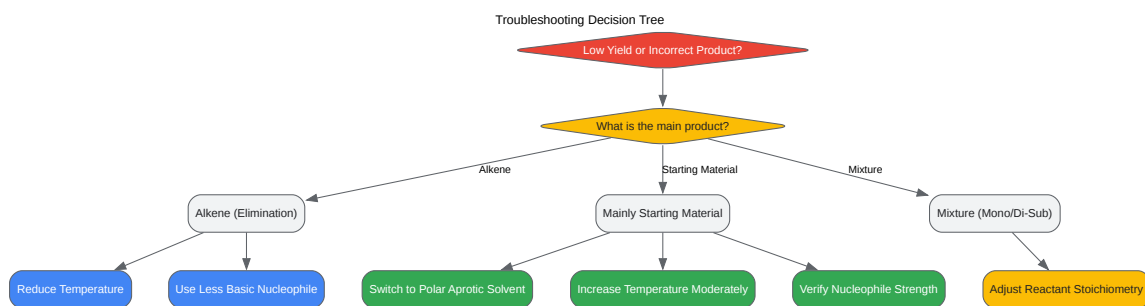 Troubleshooting Decision Tree
Low Yield or Incorrect Product?
What is the main product?
Alkene
Starting Material
Mixture
Alkene (Elimination)
Mainly Starting Material
Mixture (Mono/Di-Sub)
Reduce Temperature
Use Less Basic Nucleophile
Switch to Polar Aprotic Solvent
Increase Temperature Moderately
Verify Nucleophile Strength
Adjust Reactant Stoichiometry